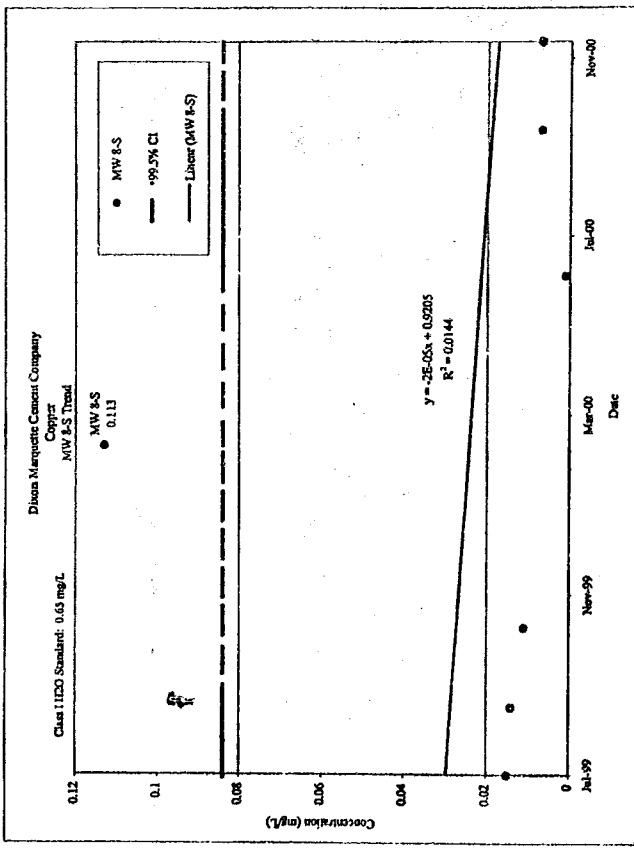 Dixon Marquette Cement Company
Copper
MW 8-S Trend
Class I H2O Standard: 0.65 mg/L
MW 8-S
0.113
MW 8-S
+99.5% CI
Linear (MW 8-S)
y = -2E-05x + 0.9205
R² = 0.0144
Concentration (mg/L)
0.12
0.1
0.08
0.06
0.04
0.02
0
Jul-99
Nov-99
Mar-00
Jul-00
Nov-00
Date